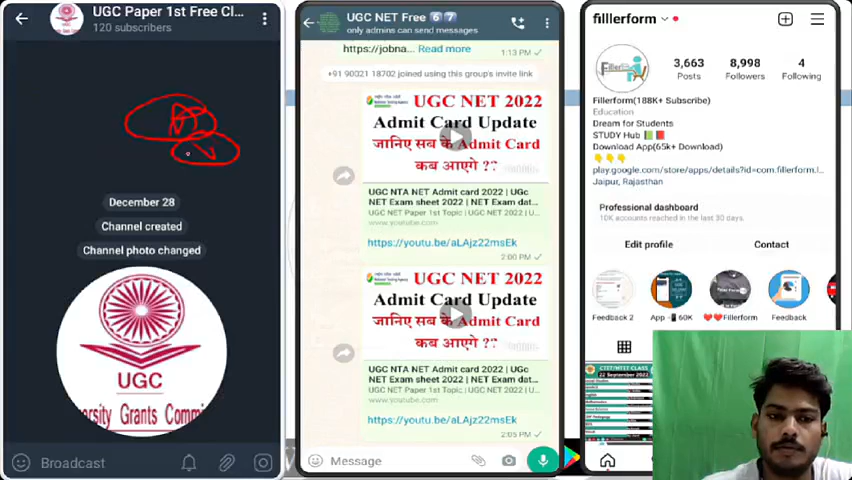 UGC Paper 1st Free Cl...
120 subscribers
December 28
Channel created
Channel photo changed
UGC
ersity Grants Commi
Broadcast
UGC NET Free 6 7
only admins can send messages
https://jobna... Read more
1:13 PM
+91 90021 18702 joined using this group's invite link
UGC NET 2022
Admit Card Update
जानिए सब के Admit Card
कब आएगे ??
UGC NTA NET Admit card 2022 | UGc
NET Exam sheet 2022 | NET dat...
UGC NET Paper 1st Topic | UGC NET 2022 | U...
www.youtube.com
https://youtu.be/aLAjz22msEk
2:00 PM
UGC NET 2022
Admit Card Update
जानिए सब के Admit Card
कब आएगे ??
UGC NTA NET Admit card 2022 | UGc
NET Exam sheet 2022 | NET dat...
UGC NET Paper 1st Topic | UGC NET 2022 | U...
www.youtube.com
https://youtu.be/aLAjz22msEk
2:05 PM
Message
filllerform
3,663 8,998 4
Posts Followers Following
Fillerform(188K+ Subscribe)
Education
Dream for Students
STUDY Hub
Download App(65k+ Download)
play.google.com/store/apps/details?id=com.fillerform.l...
Jaipur, Rajasthan
Professional dashboard
10K accounts reached in the last 30 days.
Edit profile Contact
Feedback 2 App 60K Fillerform Feedback
CTET/MTET CLASS
22 September 2022